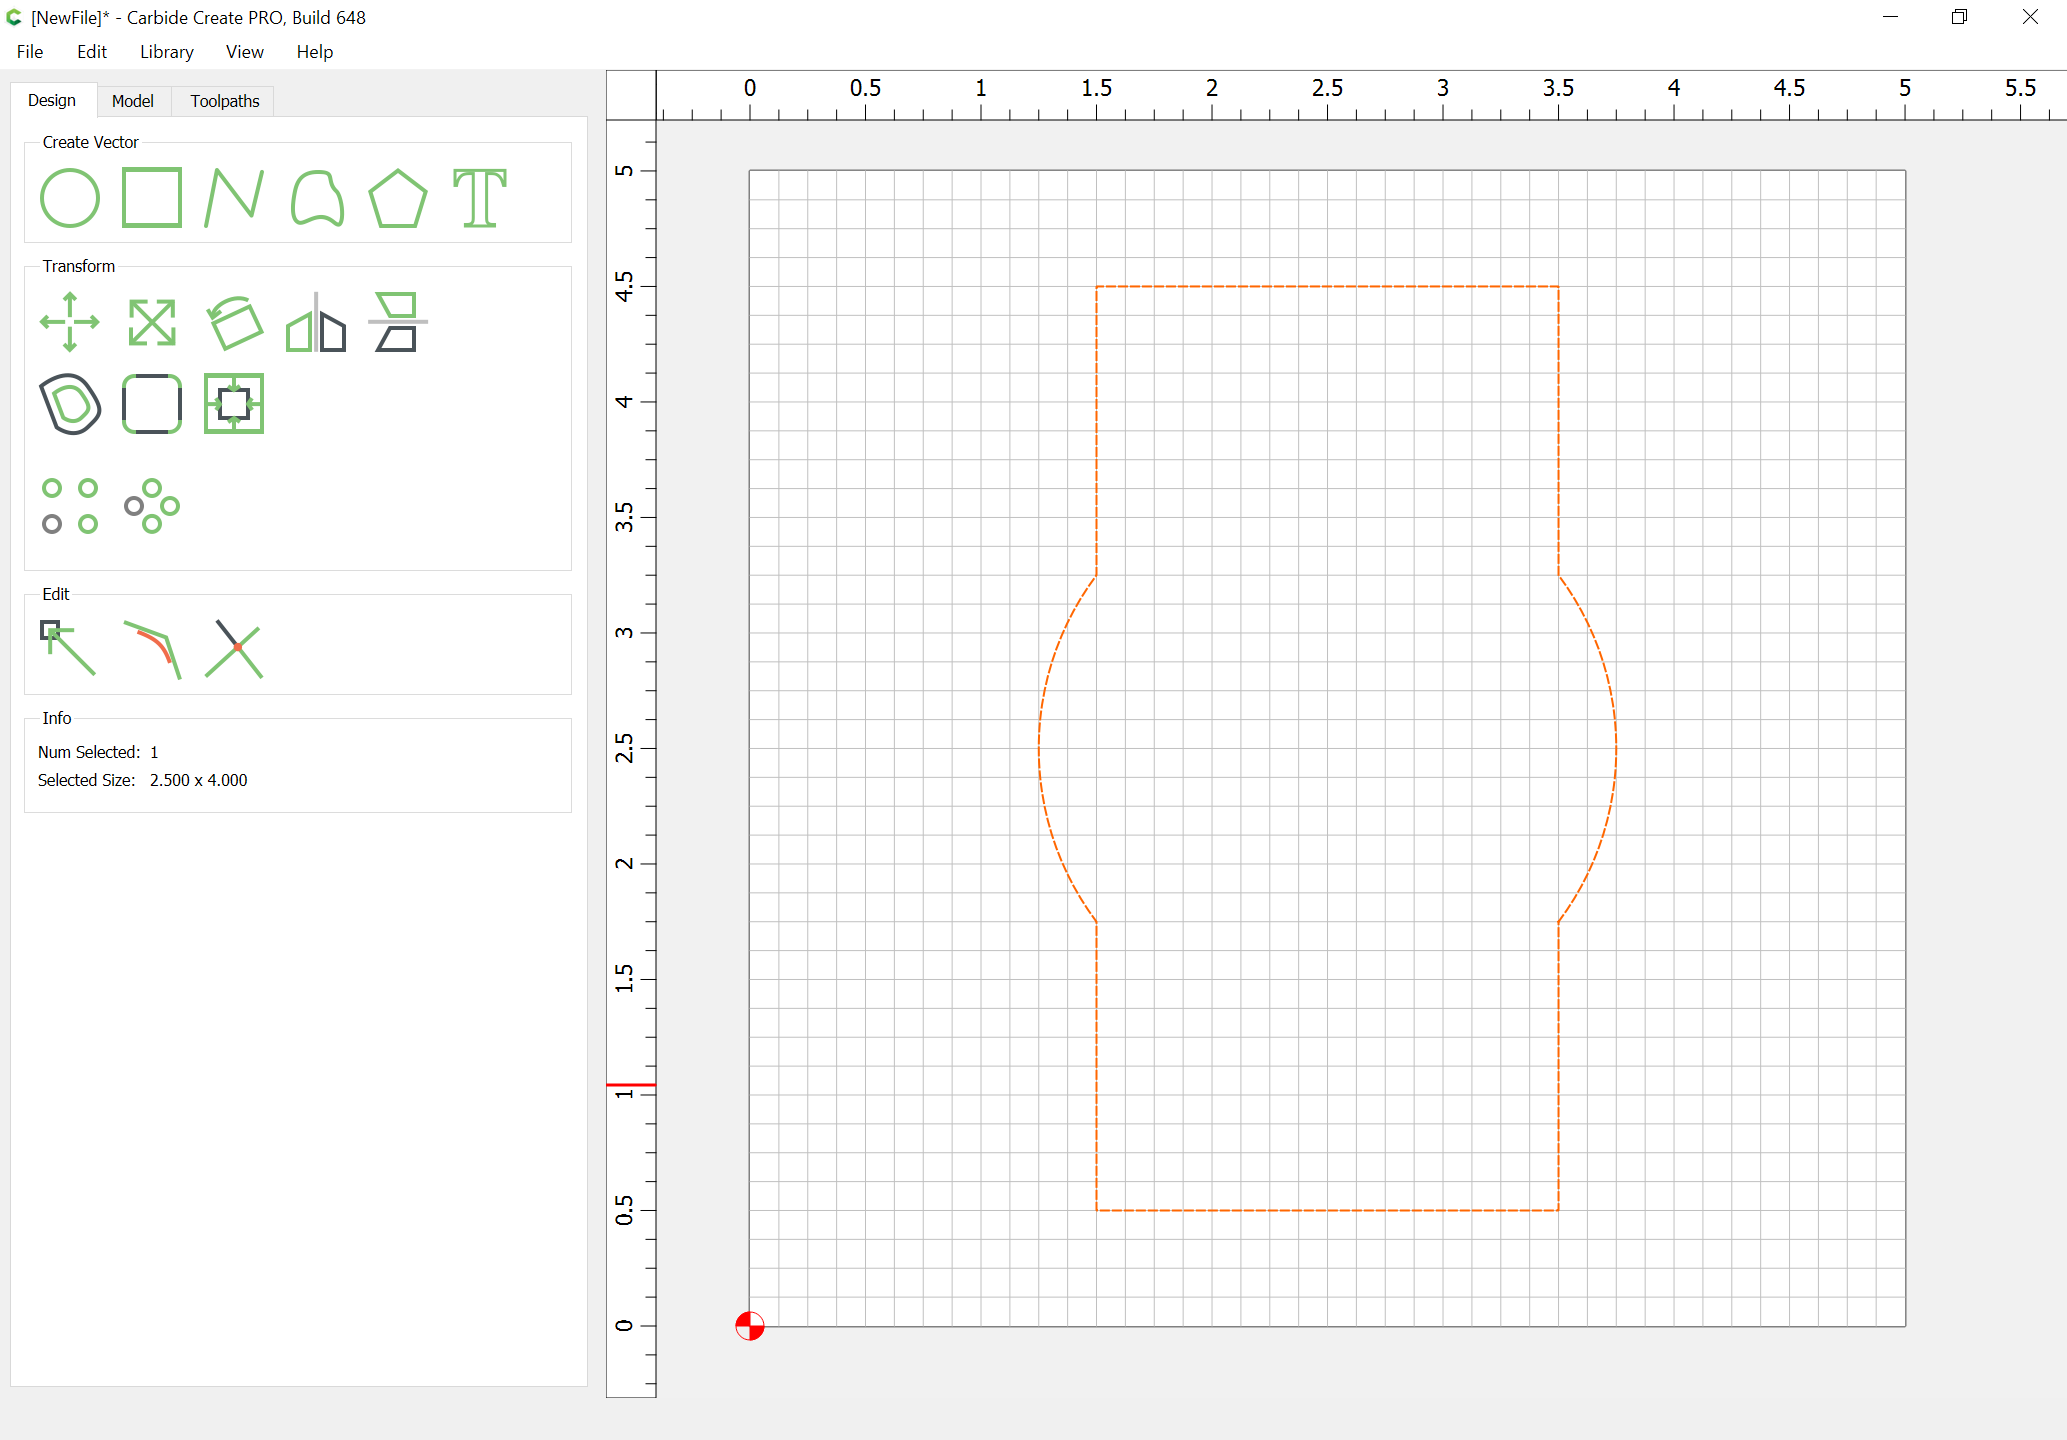 [NewFile]* - Carbide Create PRO, Build 648
File Edit Library View Help
Design Model Toolpaths
Create Vector
Transform
Edit
Info
Num Selected: 1
Selected Size: 2.500 x 4.000
0 0.5 1 1.5 2 2.5 3 3.5 4 4.5 5 5.5
5
4.5
4
3.5
3
2.5
2
1.5
1
0.5
0